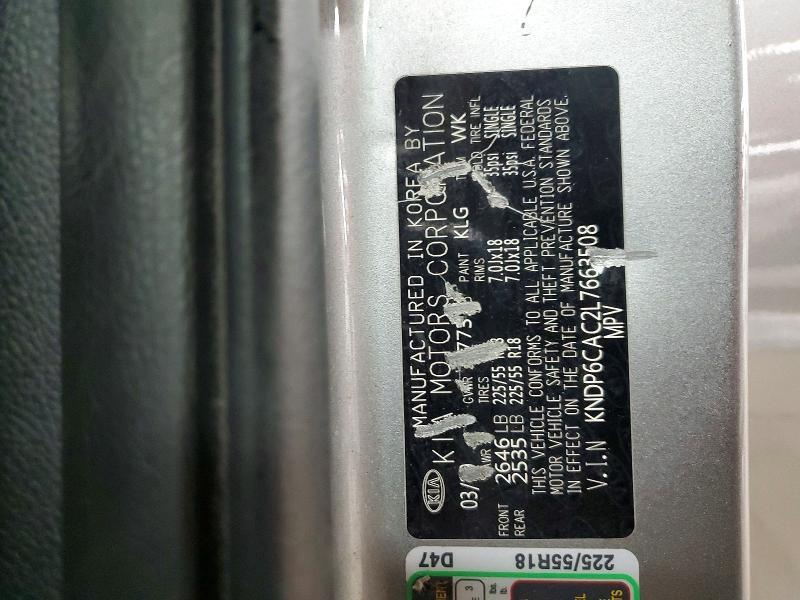 KIA
MANUFACTURED IN KOREA BY
KIA MOTORS CORPORATION
03/
GVWR
PAINT KLG WK
TIRES RIMS COLD TIRE INFL
FRONT 2646 LB 225/55 R18 7.0Jx18 35psi SINGLE
REAR 2535 LB 225/55 R18 7.0Jx18 35psi SINGLE
THIS VEHICLE CONFORMS TO ALL APPLICABLE U.S.A. FEDERAL
MOTOR VEHICLE SAFETY AND THEFT PREVENTION STANDARDS
IN EFFECT ON THE DATE OF MANUFACTURE SHOWN ABOVE.
V.I.N KNDP6CAC2L7663508
MPV
D47
225/55R18